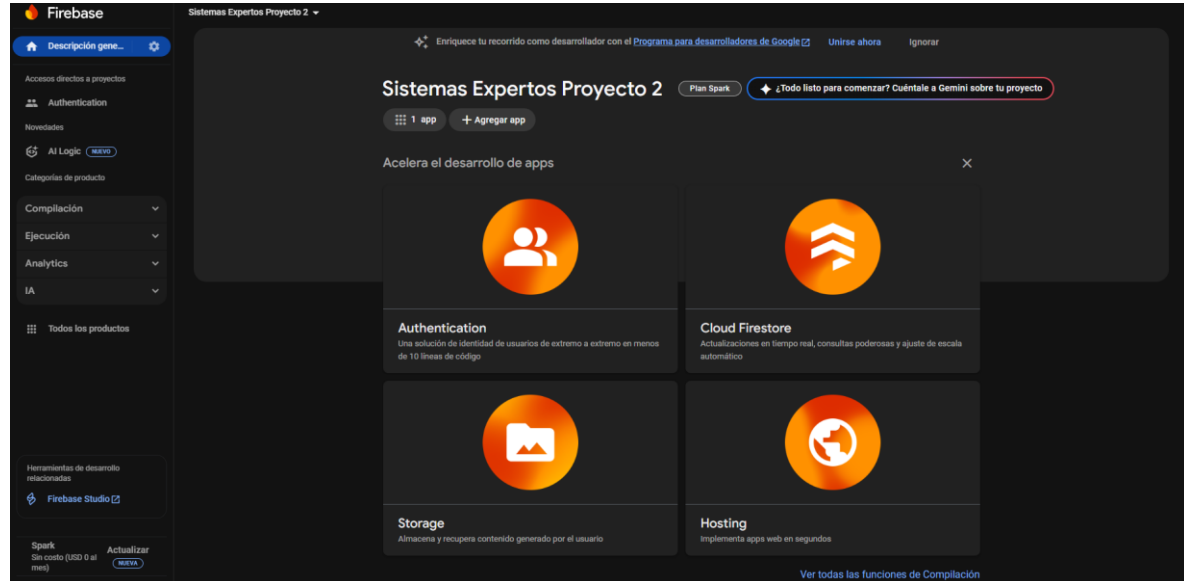 Firebase
Descripción gene...
Accesos directos a proyectos
Authentication
Novedades
AI Logic NUEVO
Categorías de producto
Compilación
Ejecución
Analytics
IA
Todos los productos
Herramientas de desarrollo
relacionadas
Firebase Studio
Spark
Sin costo (USD 0 al
mes)
Actualizar
NUEVA
Sistemas Expertos Proyecto 2
Enriquece tu recorrido como desarrollador con el Programa para desarrolladores de Google Unirse ahora Ignorar
Sistemas Expertos Proyecto 2 Plan Spark ¿Todo listo para comenzar? Cuéntale a Gemini sobre tu proyecto
1 app + Agregar app
Acelera el desarrollo de apps
Authentication
Una solución de identidad de usuarios de extremo a extremo en menos
de 10 líneas de código
Cloud Firestore
Actualizaciones en tiempo real, consultas poderosas y ajuste de escala
automático
Storage
Almacena y recupera contenido generado por el usuario
Hosting
Implementa apps web en segundos
Ver todas las funciones de Compilación